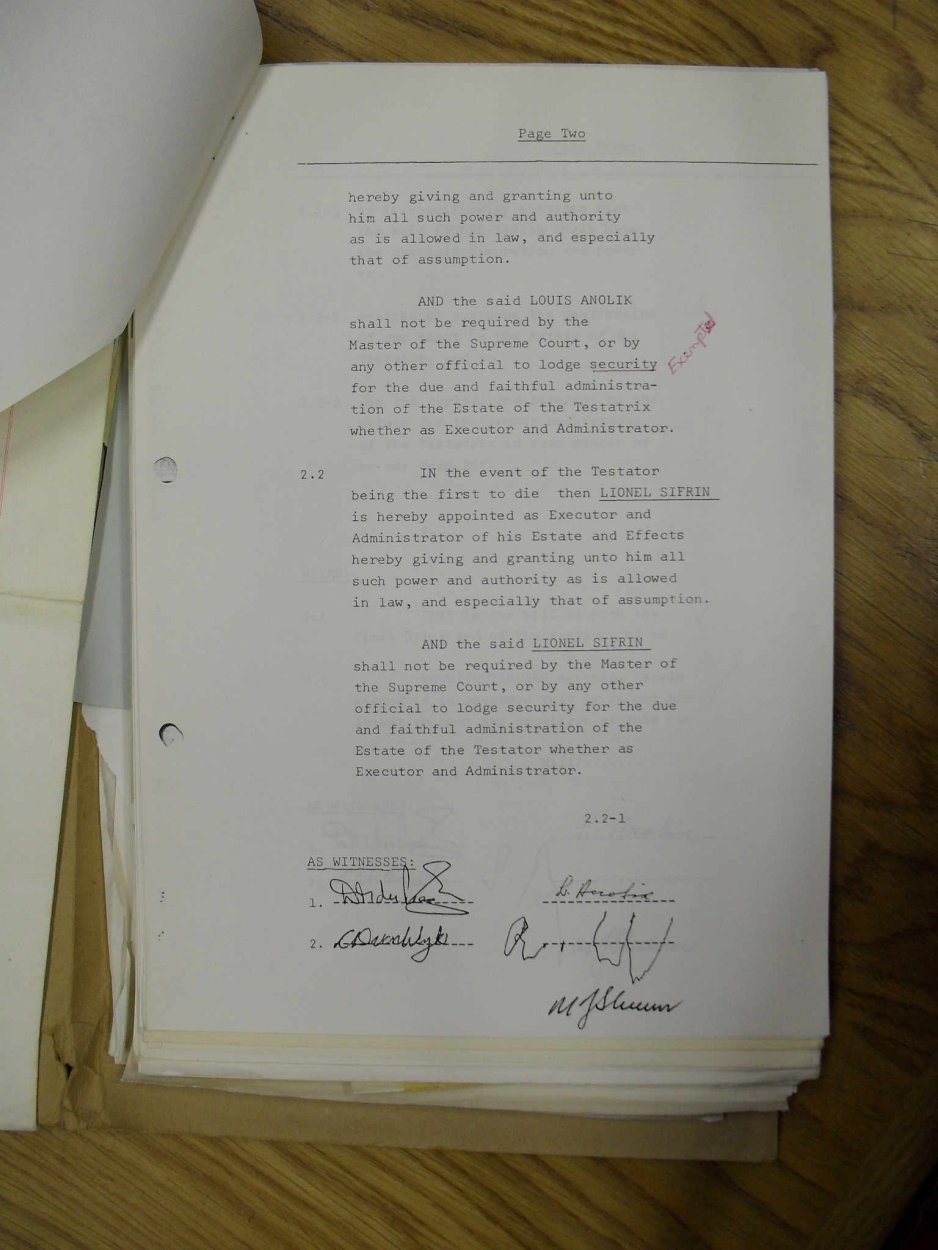 Page Two
hereby giving and granting unto
him all such power and authority
as is allowed in law, and especially
that of assumption.
AND the said LOUIS ANOLIK
shall not be required by the
Master of the Supreme Court, or by
any other official to lodge security
Exempted
for the due and faithful administra-
tion of the Estate of the Testatrix
whether as Executor and Administrator.
2.2 IN the event of the Testator
being the first to die then LIONEL SIFRIN
is hereby appointed as Executor and
Administrator of his Estate and Effects
hereby giving and granting unto him all
such power and authority as is allowed
in law, and especially that of assumption.
AND the said LIONEL SIFRIN
shall not be required by the Master of
the Supreme Court, or by any other
official to lodge security for the due
and faithful administration of the
Estate of the Testator whether as
Executor and Administrator.
2.2-1
AS WITNESSES:
1.
2.